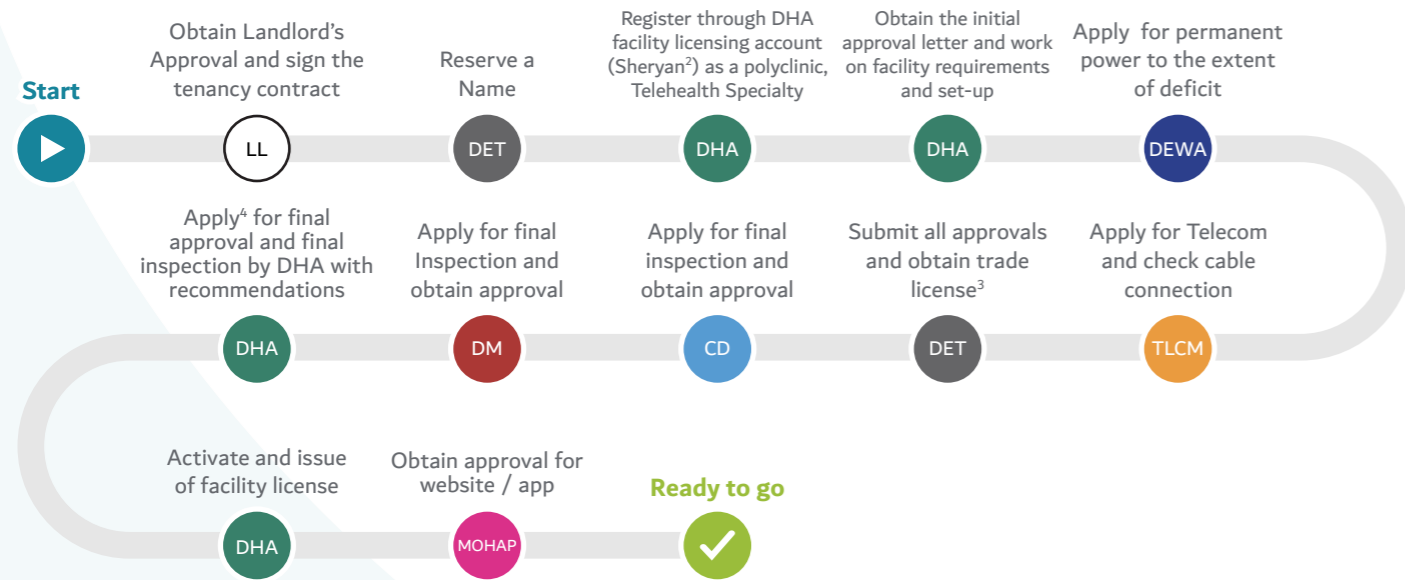 Start
Obtain Landlord's
Approval and sign the
tenancy contract
LL
Reserve a
Name
DET
Register through DHA
facility licensing account
(Sheryan²) as a polyclinic,
Telehealth Specialty
DHA
Obtain the initial
approval letter and work
on facility requirements
and set-up
DHA
Apply for permanent
power to the extent
of deficit
DEWA
Apply for Telecom
and check cable
connection
TLCM
Submit all approvals
and obtain trade
license³
DET
Apply for final
inspection and
obtain approval
CD
Apply for final
Inspection and
obtain approval
DM
Apply⁴ for final
approval and final
inspection by DHA with
recommendations
DHA
Activate and issue
of facility license
DHA
Obtain approval for
website / app
MOHAP
Ready to go